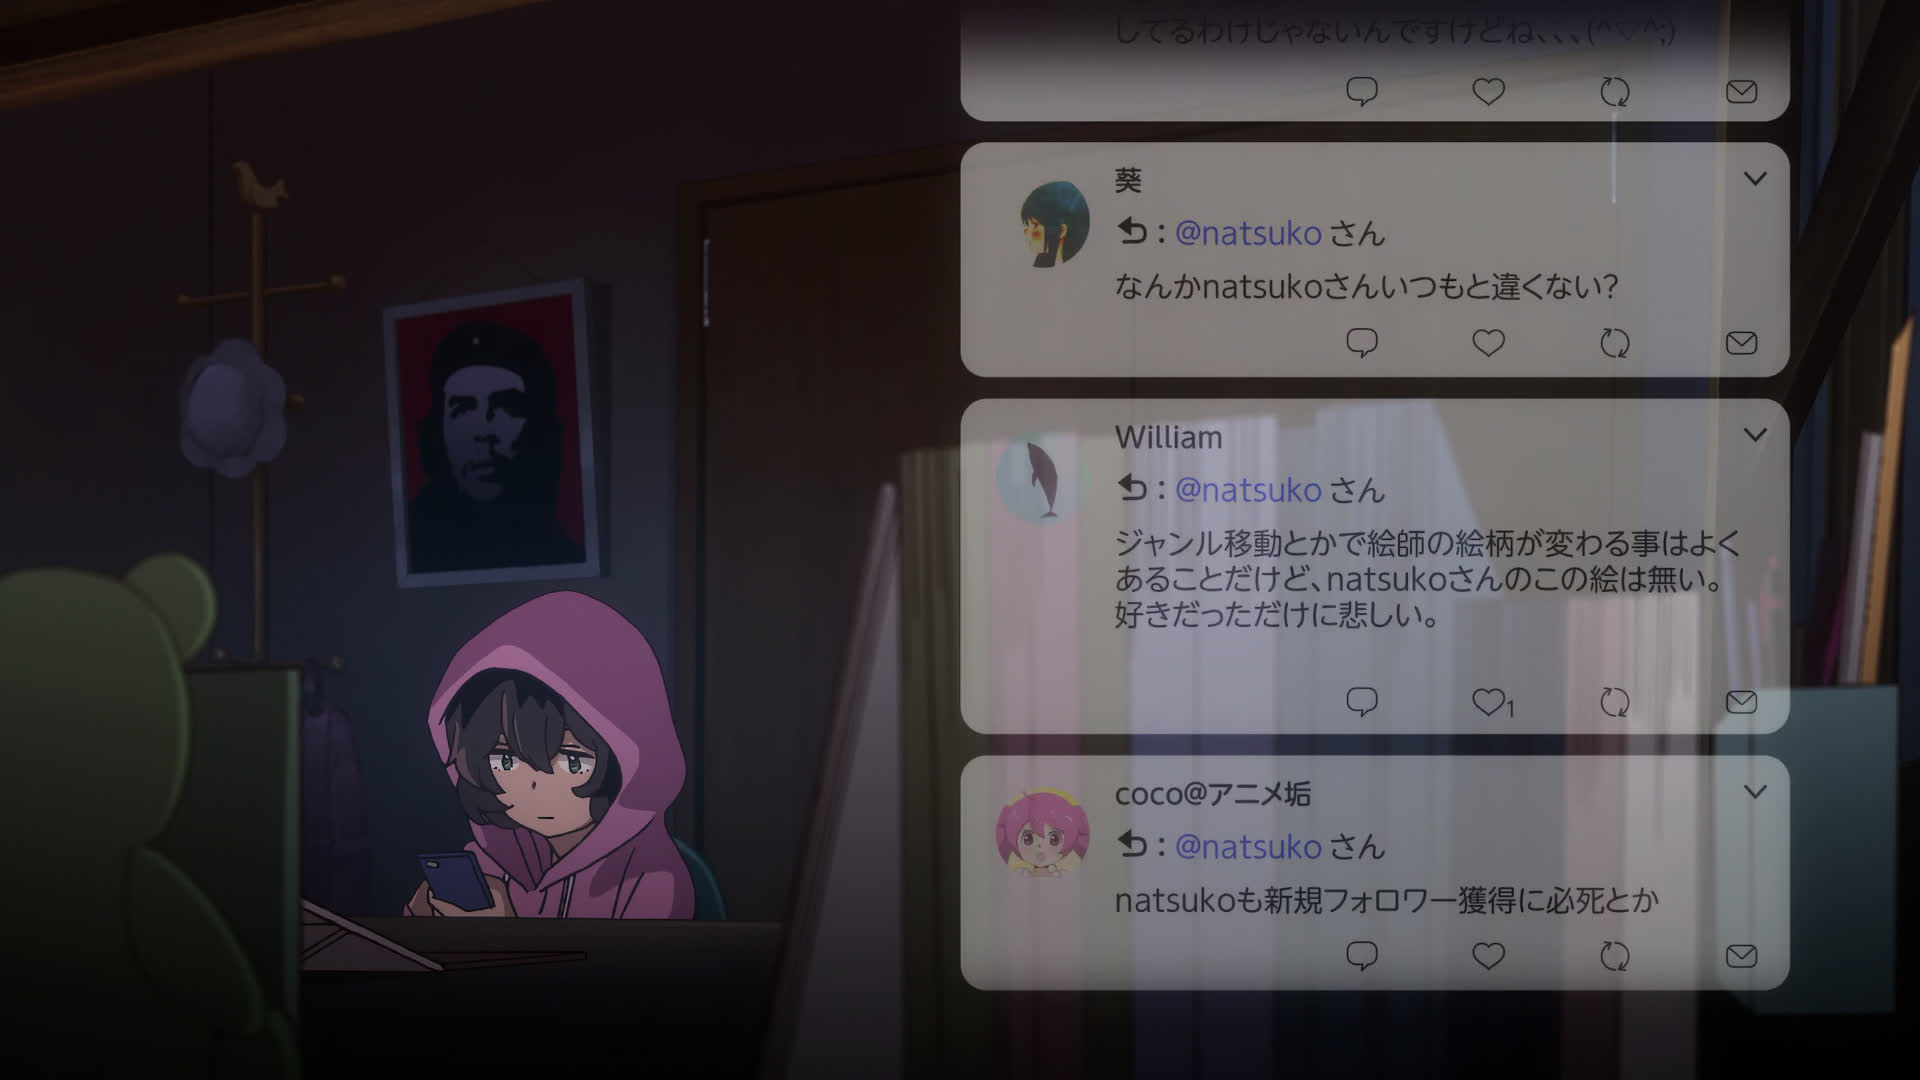 してるわけじゃないんですけどね、、、(^▽^;)
葵
：@natsuko さん
なんかnatsukoさんいつもと違くない？
William
：@natsuko さん
ジャンル移動とかで絵師の絵柄が変わる事はよく
あることだけど、natsukoさんのこの絵は無い。
好きだっただけに悲しい。
1
coco@アニメ垢
：@natsuko さん
natsukoも新規フォロワー獲得に必死とか